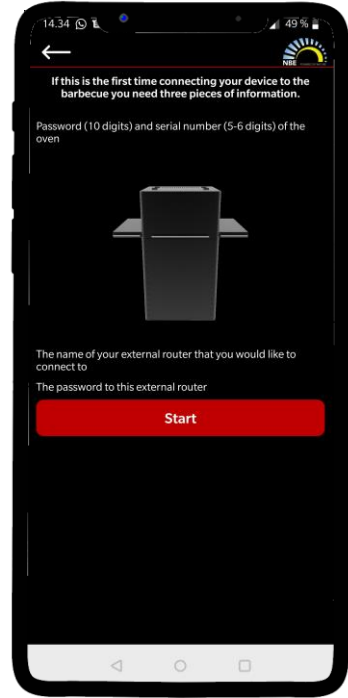 14.34
49 %
NBE
If this is the first time connecting your device to the
barbecue you need three pieces of information.
Password (10 digits) and serial number (5-6 digits) of the
oven
The name of your external router that you would like to
connect to
The password to this external router
Start